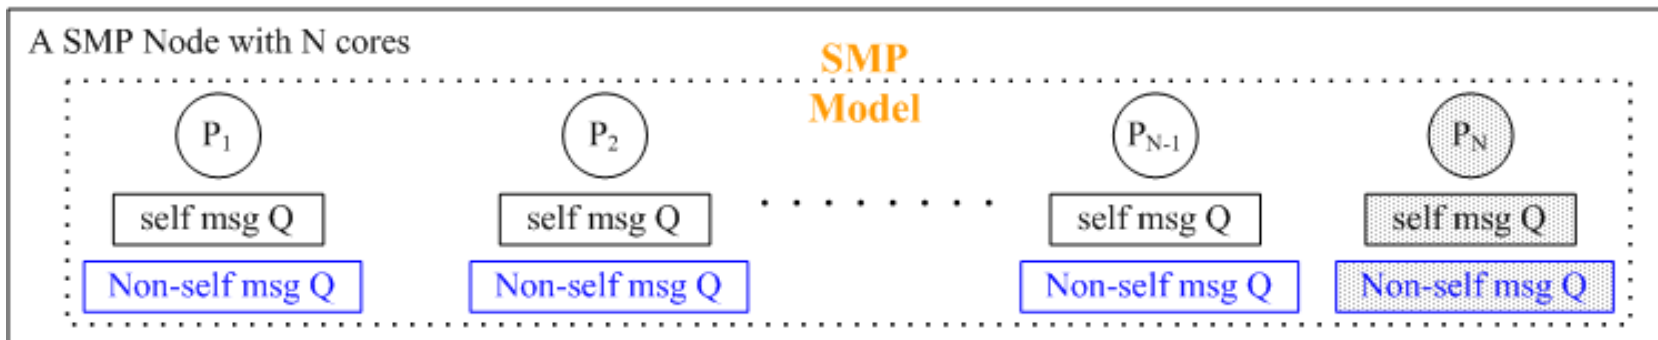 A SMP Node with N cores
SMP
Model
P1 P2 PN-1 PN
self msg Q self msg Q . . . . . . . . self msg Q self msg Q
Non-self msg Q Non-self msg Q Non-self msg Q Non-self msg Q